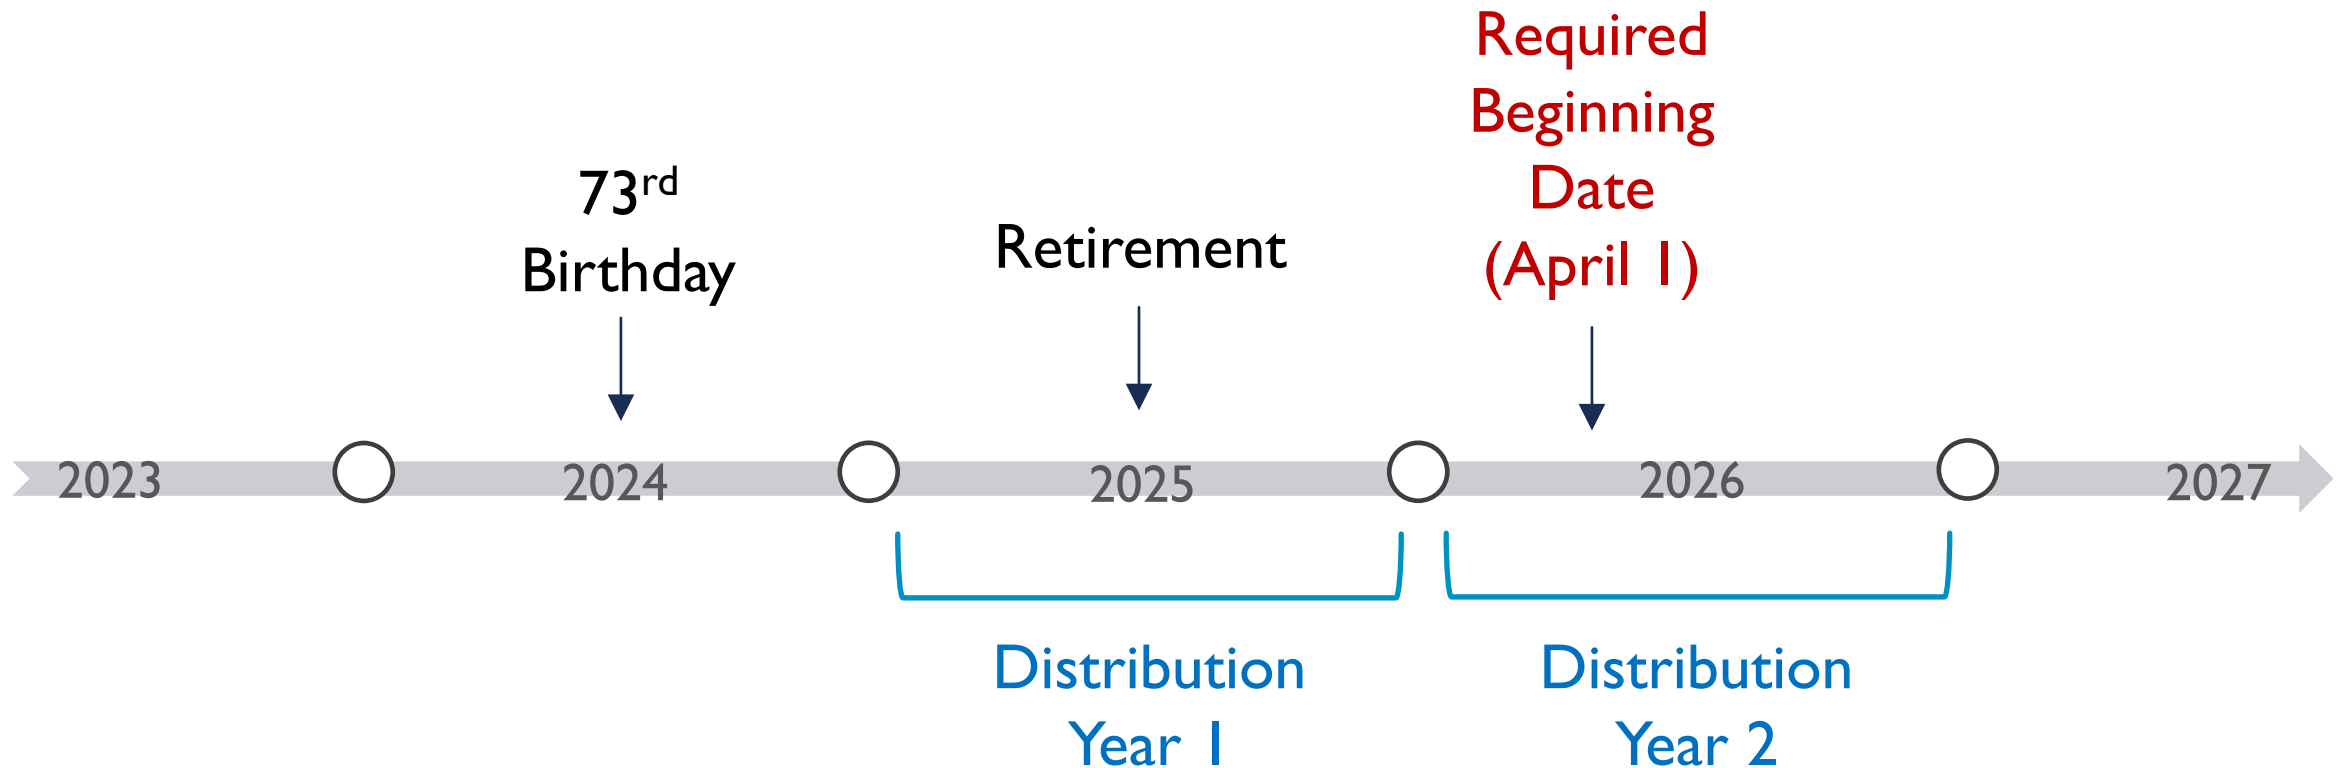 73rd
Birthday
Retirement
Required
Beginning
Date
(April 1)
2023
2024
2025
2026
2027
Distribution
Year 1
Distribution
Year 2